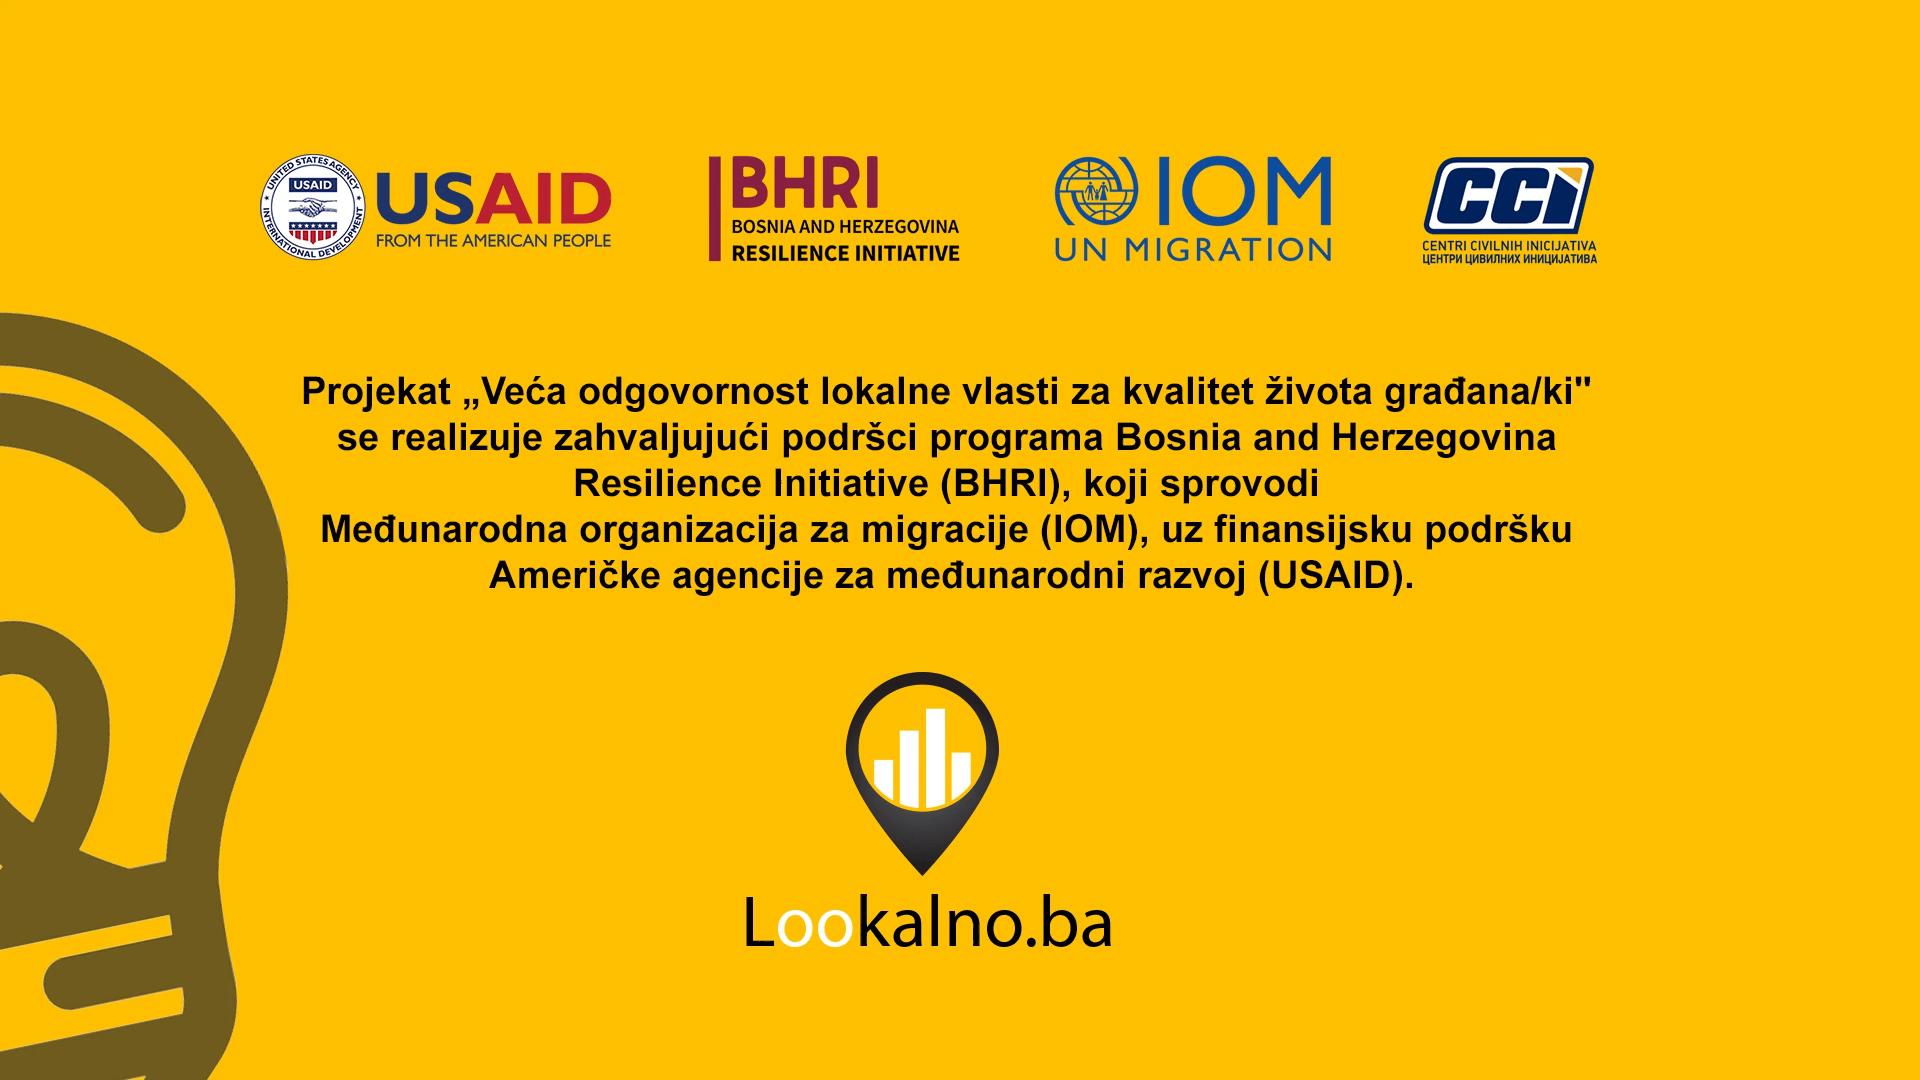 UNITED STATES AGENCY
USAID
INTERNATIONAL DEVELOPMENT
USAID
FROM THE AMERICAN PEOPLE
BHRI
BOSNIA AND HERZEGOVINA
RESILIENCE INITIATIVE
IOM
UN MIGRATION
CCI
CENTRI CIVILNIH INICIJATIVA
ЦЕНТРИ ЦИВИЛНИХ ИНИЦИЈАТИВА
Projekat „Veća odgovornost lokalne vlasti za kvalitet života građana/ki"
se realizuje zahvaljujući podršci programa Bosnia and Herzegovina
Resilience Initiative (BHRI), koji sprovodi
Međunarodna organizacija za migracije (IOM), uz finansijsku podršku
Američke agencije za međunarodni razvoj (USAID).
Lookalno.ba